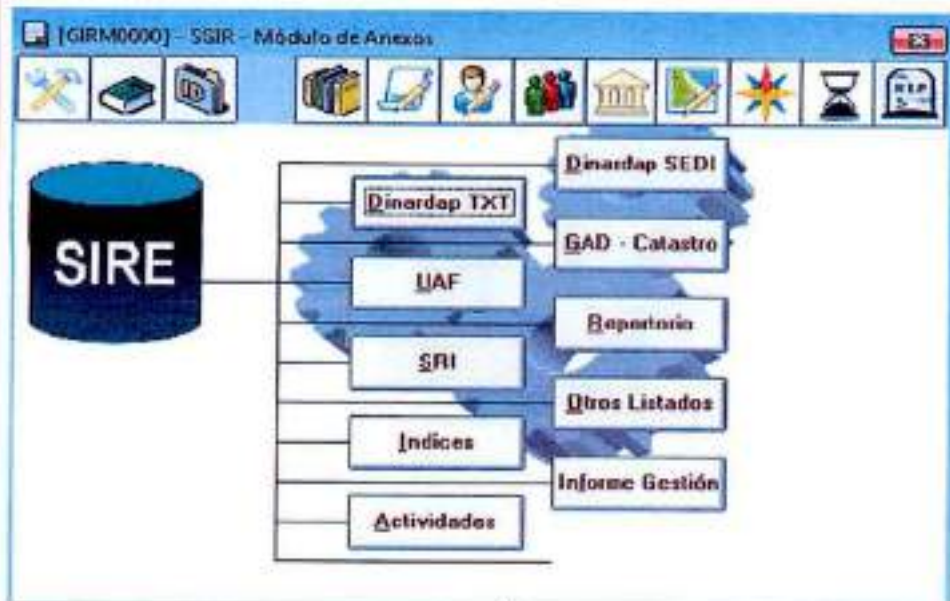 [GIRM0000] - SSIR - Módulo de Anexos
R.I.P
SIRE
Dinardap SEDI
Dinardap TXT
GAD - Catastro
UAF
Repertorio
SRI
Otros Listados
Indices
Informe Gestión
Actividades